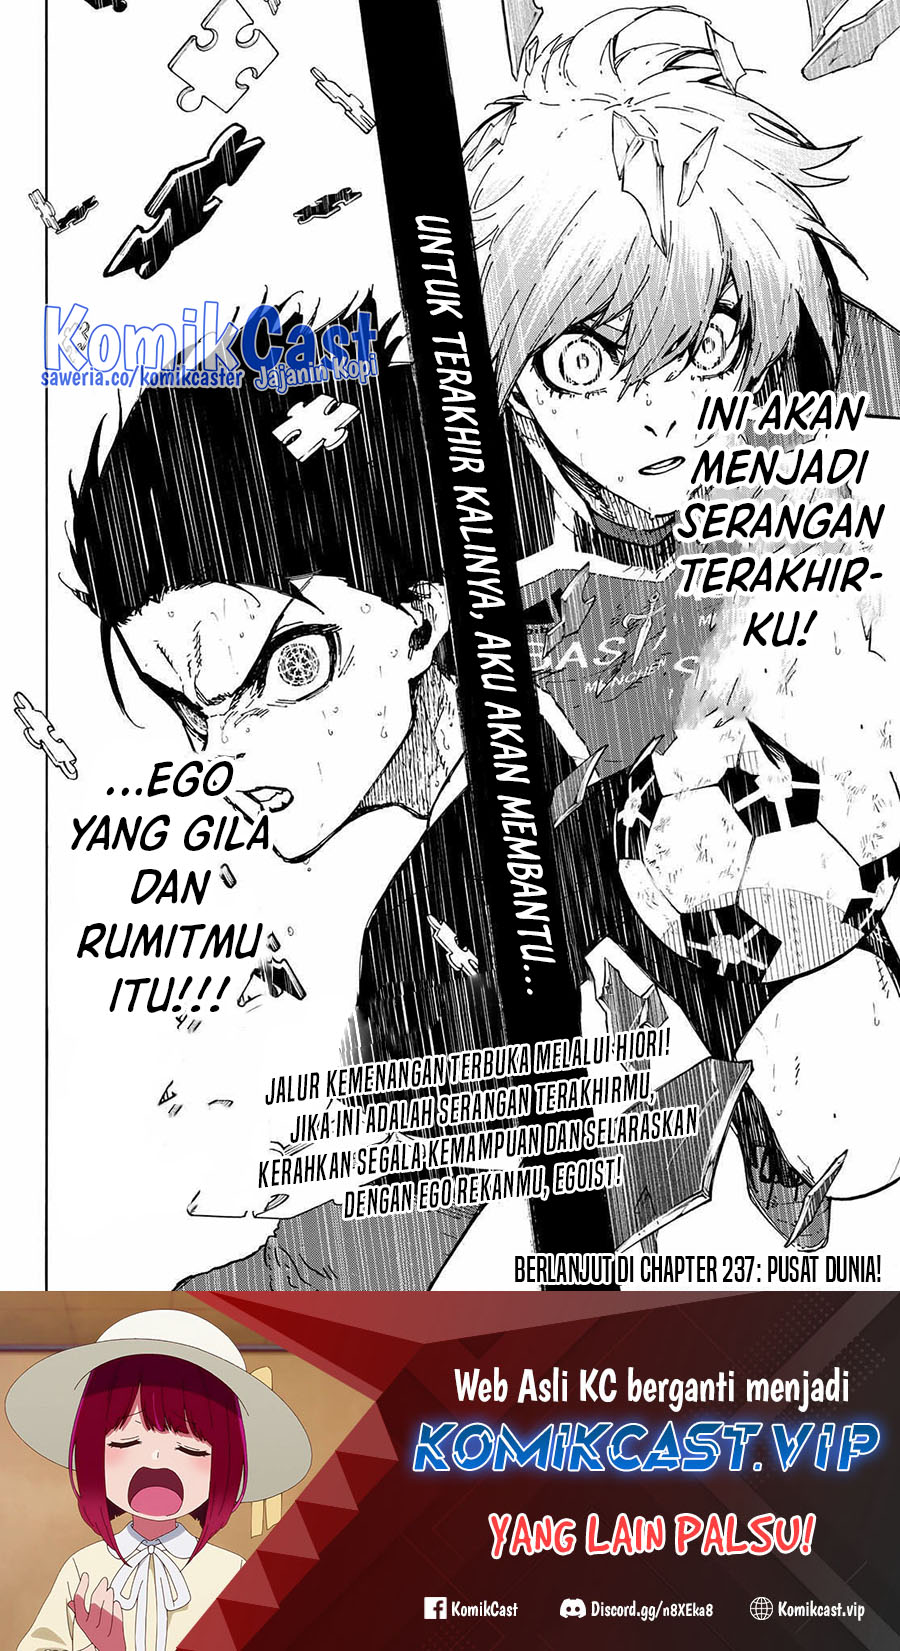 INI AKAN
MENJADI
SERANGAN
TERAKHIR-
KU!
UNTUK TERAKHIR KALINYA, AKU AKAN MEMBANTU...
KomikCast
saweria.co/komikcaster Jajanin Kopi
BAS
MÜNCHEN
...EGO
YANG GILA
DAN
RUMITMU
ITU!!!
JALUR KEMENANGAN TERBUKA MELALUI HIORI!
JIKA INI ADALAH SERANGAN TERAKHIRMU,
KERAHKAN SEGALA KEMAMPUAN DAN SELARASKAN
DENGAN EGO REKANMU, EGOIST!
BERLANJUT DI CHAPTER 237: PUSAT DUNIA!
Web Asli KC berganti menjadi
KOMIKCAST.VIP
YANG LAIN PALSU!
KomikCast
Discord.gg/n8XEka8
Komikcast.vip